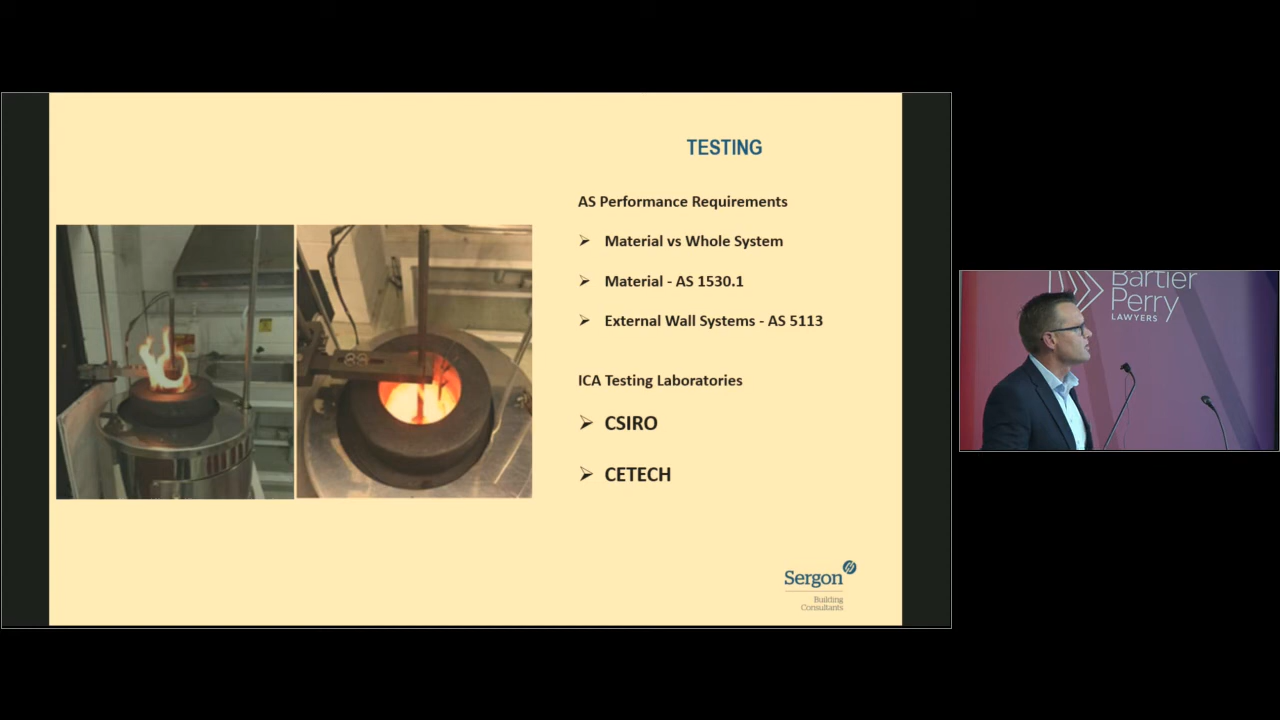 TESTING
AS Performance Requirements
Material vs Whole System
Material - AS 1530.1
External Wall Systems - AS 5113
ICA Testing Laboratories
CSIRO
CETECH
Sergon
Building
Consultants
Bartier
Perry
LAWYERS